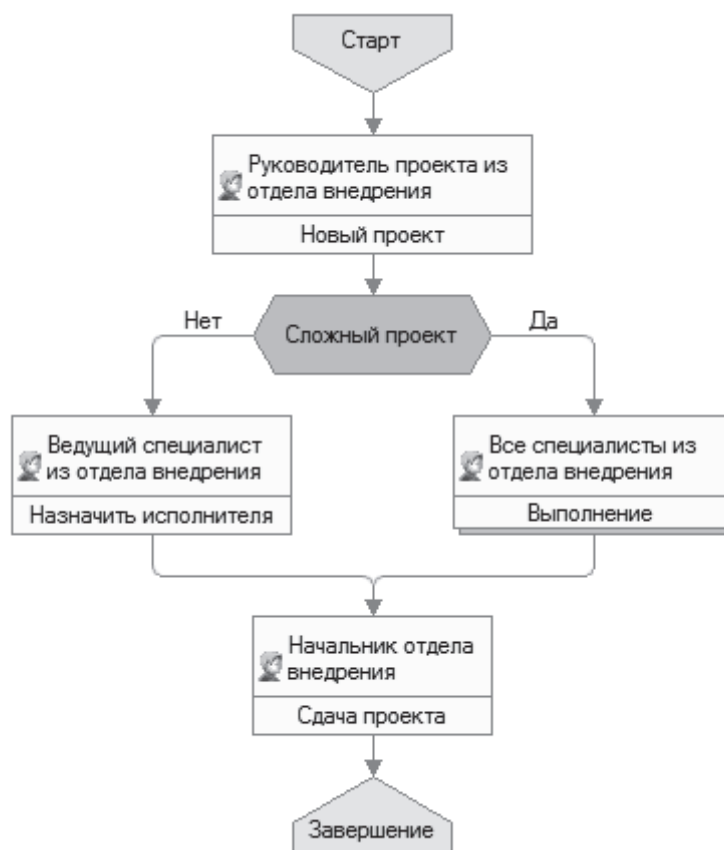 Старт
Руководитель проекта из
отдела внедрения
Новый проект
Нет
Сложный проект
Да
Ведущий специалист
из отдела внедрения
Назначить исполнителя
Все специалисты из
отдела внедрения
Выполнение
Начальник отдела
внедрения
Сдача проекта
Завершение